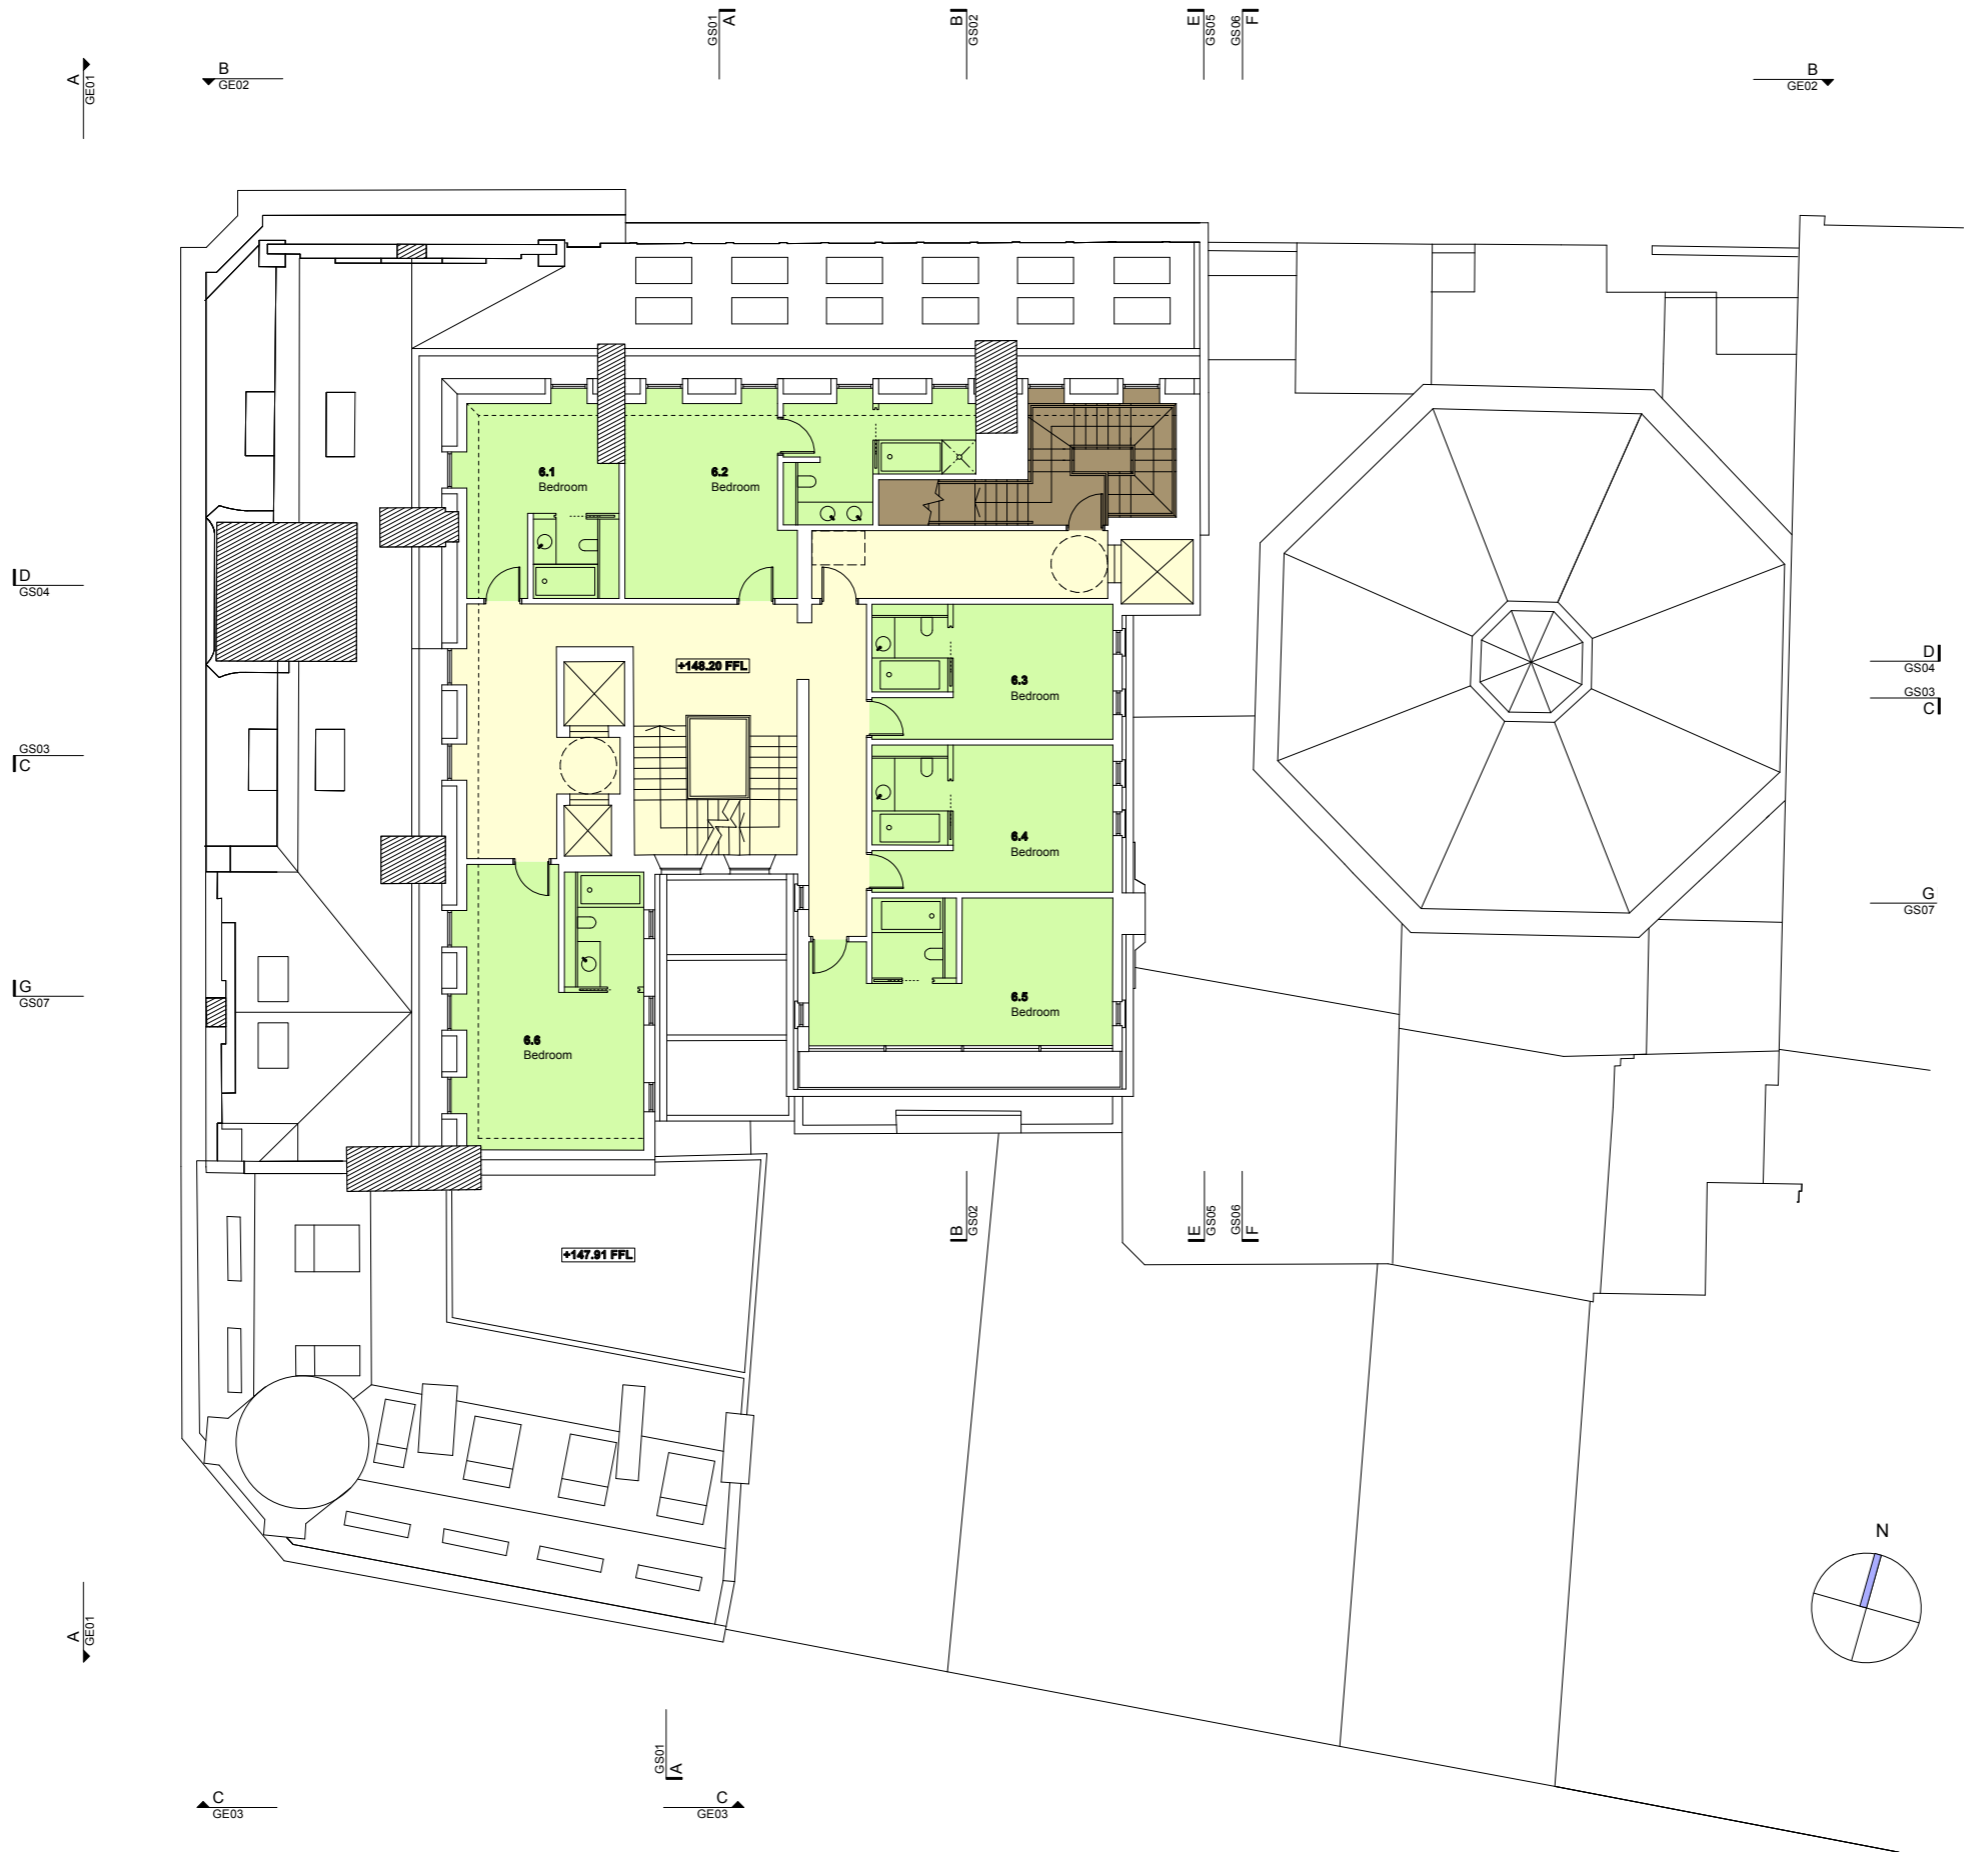 A
GS01
B
GS02
E
GS05
GS06
F
A
GE01
B
GE02
B
GE02
6.1
Bedroom
6.2
Bedroom
D
GS04
+148.20 FFL
6.3
Bedroom
D
GS04
GS03
C
GS03
C
6.4
Bedroom
G
GS07
G
GS07
6.5
Bedroom
6.6
Bedroom
B
GS02
E
GS05
GS06
F
+147.91 FFL
N
A
GE01
GS01
A
C
GE03
C
GE03